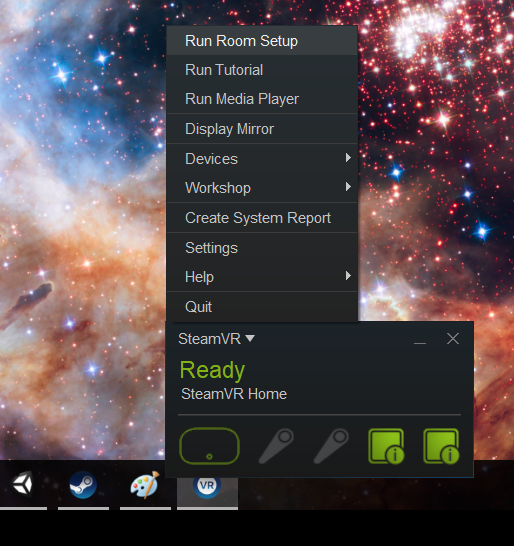 Run Room Setup
Run Tutorial
Run Media Player
Display Mirror
Devices
Workshop
Create System Report
Settings
Help
Quit
SteamVR
Ready
SteamVR Home
i
i
VR